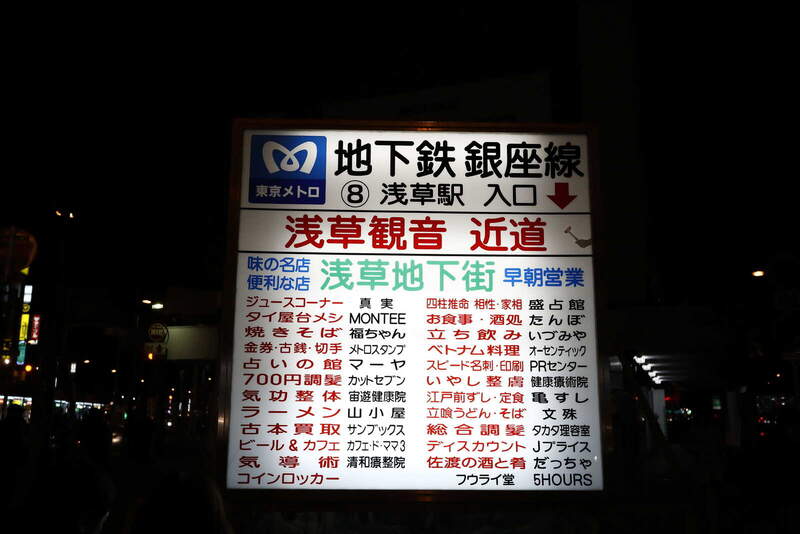 地下鉄 銀座線
東京メトロ
⑧ 浅草駅 入口
浅草観音 近道
味の名店
便利な店
浅草地下街
早朝営業
ジュースコーナー 真実
タイ屋台メシ MONTEE
焼きそば 福ちゃん
金券・古銭・切手 メトロスタンプ
占いの館 マーヤ
700円調髪 カットセブン
気功整体 宙遊健康院
ラーメン 山小屋
古本買取 サンブックス
ビール&カフェ カフェ・ド・ママ3
気導術 清和療整院
コインロッカー
四柱推命 相性・家相 盛占館
お食事・酒処 たんぼ
立ち飲み いづみや
ベトナム料理 オーセンティック
スピード名刺・印刷 PRセンター
いやし整膚 健康療術院
江戸前ずし・定食 亀ずし
立喰うどん・そば 文殊
総合調髪 タカタ理容室
ディスカウント Jプライス
佐渡の酒と肴 だっちゃ
フウライ堂 5HOURS